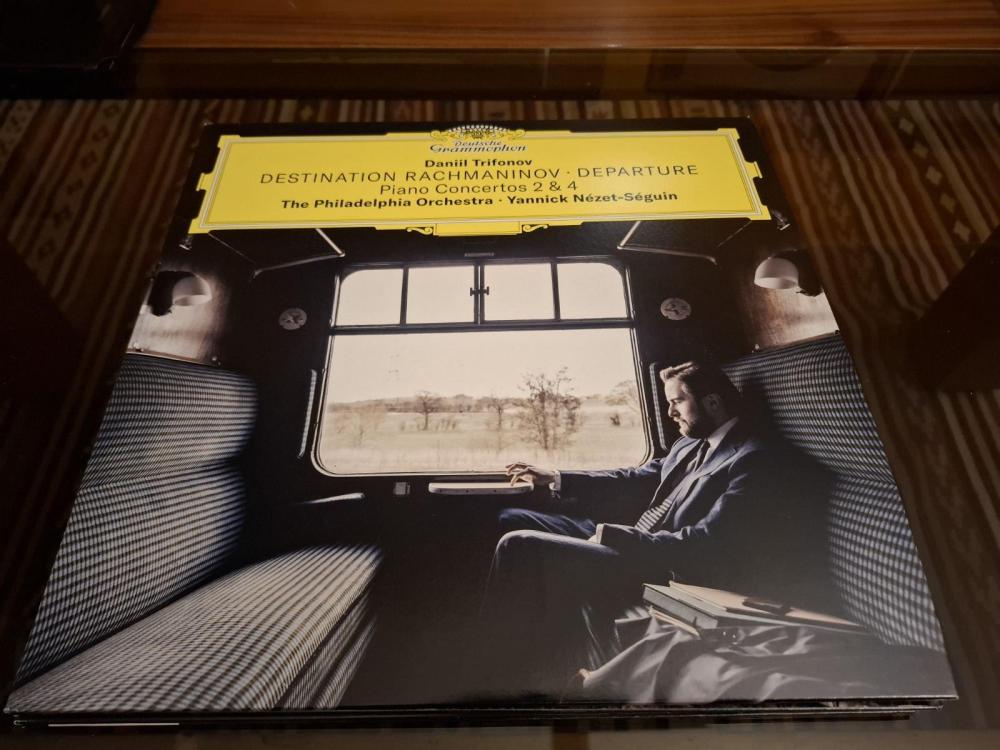 Deutsche
Grammophon
Daniil Trifonov
DESTINATION RACHMANINOV · DEPARTURE
Piano Concertos 2 & 4
The Philadelphia Orchestra · Yannick Nézet-Séguin